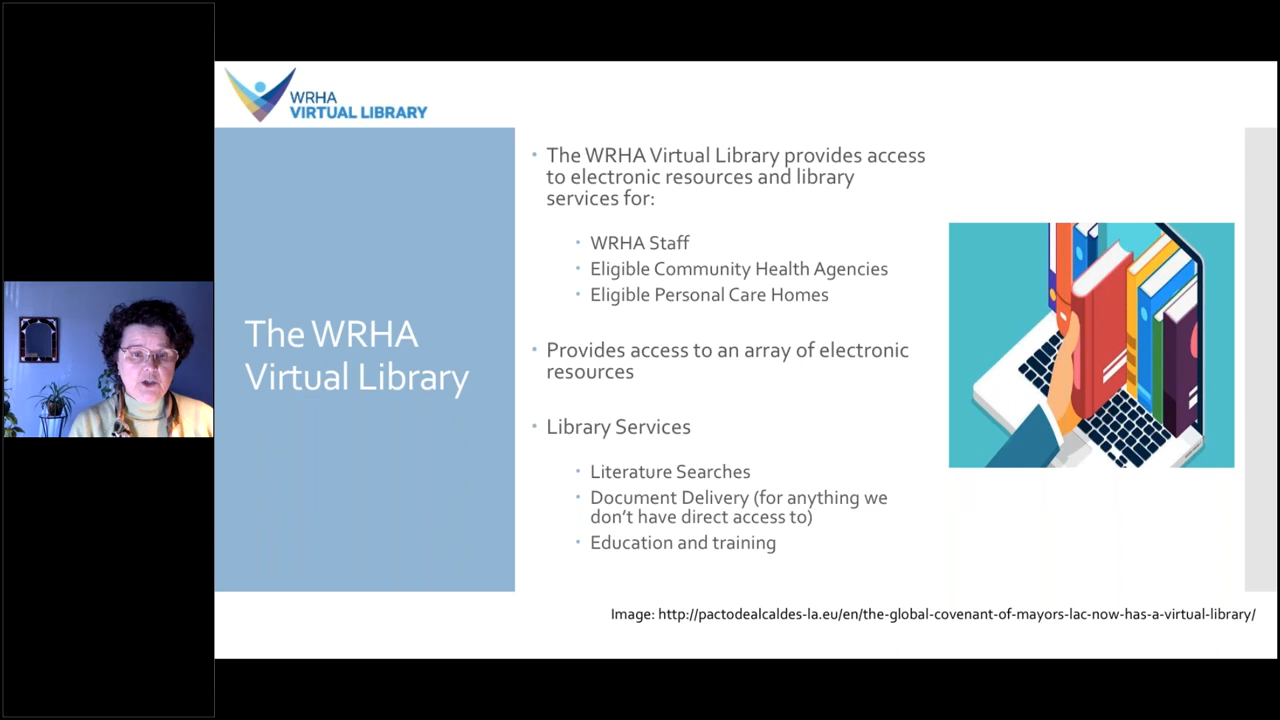 WRHA
VIRTUAL LIBRARY
The WRHA
Virtual Library
The WRHA Virtual Library provides access
to electronic resources and library
services for:
WRHA Staff
Eligible Community Health Agencies
Eligible Personal Care Homes
Provides access to an array of electronic
resources
Library Services
Literature Searches
Document Delivery (for anything we
don't have direct access to)
Education and training
Image: http://pactodealcaldes-la.eu/en/the-global-covenant-of-mayors-lac-now-has-a-virtual-library/